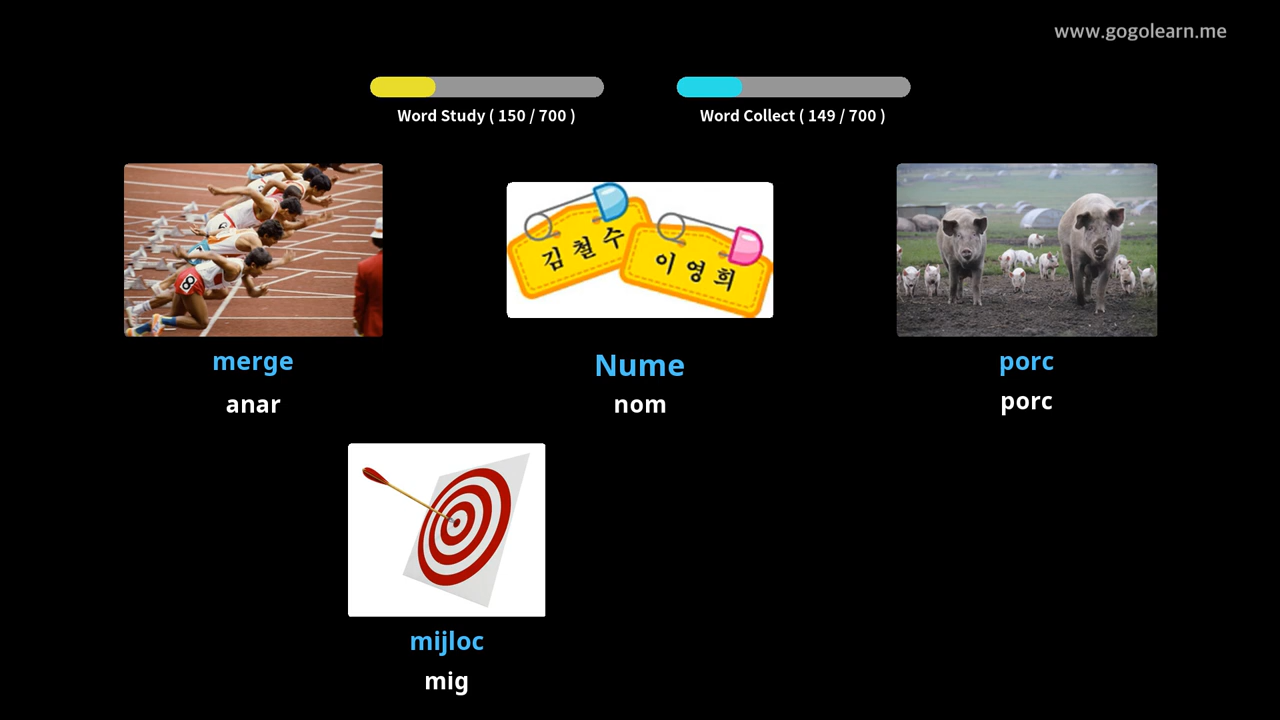 www.gogolearn.me
Word Study ( 150 / 700 )
Word Collect ( 149 / 700 )
김철수
이영희
merge
anar
Nume
nom
porc
porc
8
mijloc
mig